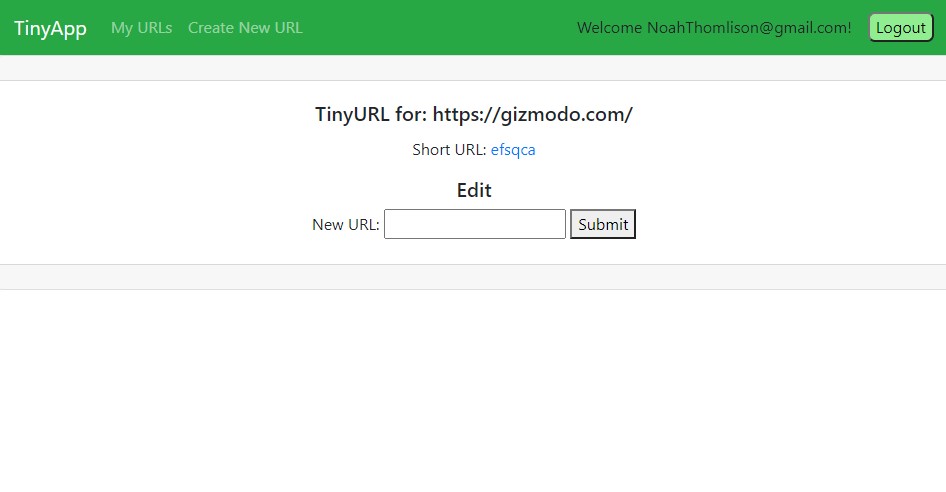 TinyApp My URLs Create New URL Welcome NoahThomlison@gmail.com! Logout
TinyURL for: https://gizmodo.com/
Short URL: efsqca
Edit
New URL: Submit